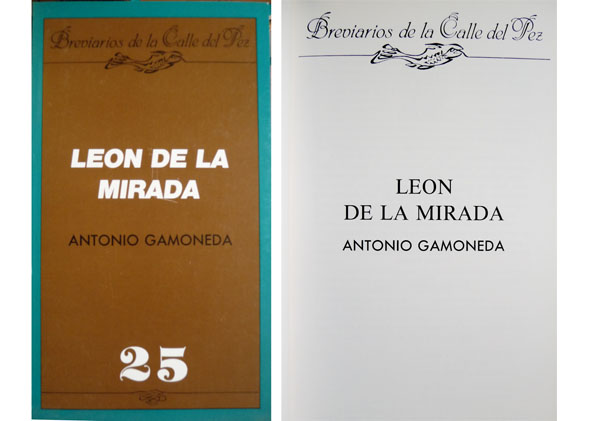 Breviarios de la Calle del Pez
LEON DE LA
MIRADA
ANTONIO GAMONEDA
25
Breviarios de la Calle del Pez
LEON
DE LA MIRADA
ANTONIO GAMONEDA